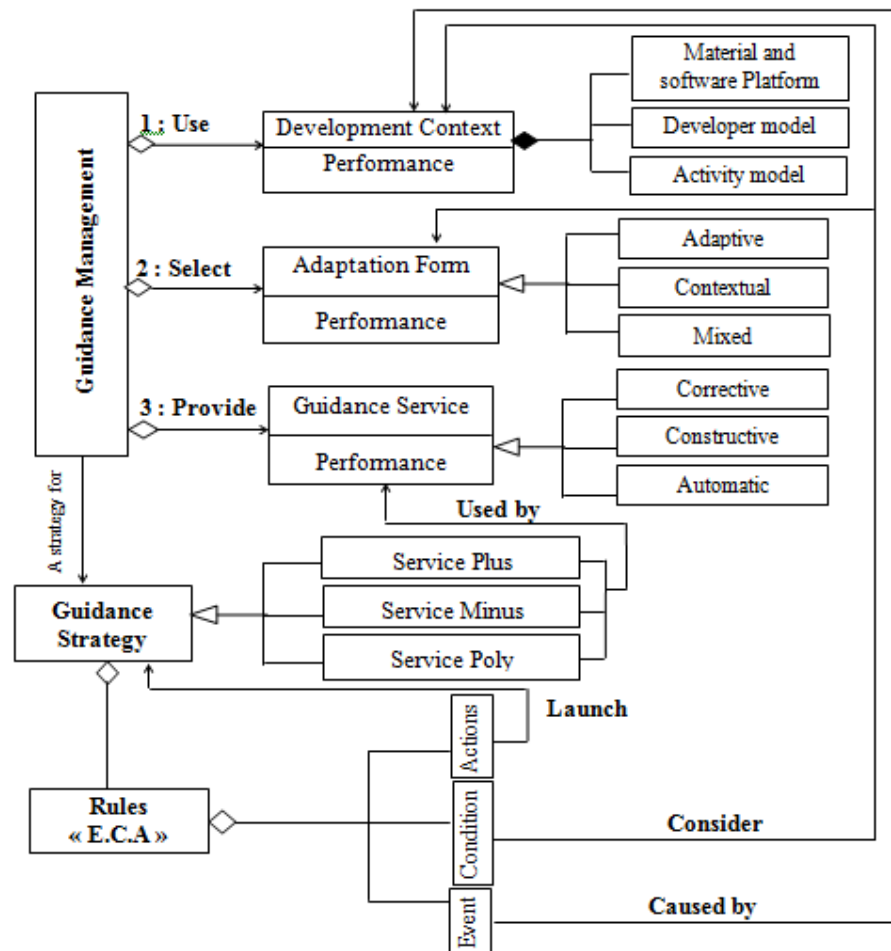 Material and
software Platform
1 : Use
Development Context
Performance
Developer model
Activity model
Guidance Management
2 : Select
Adaptation Form
Performance
Adaptive
Contextual
Mixed
3 : Provide
Guidance Service
Performance
Corrective
Constructive
Automatic
A strategy for
Used by
Service Plus
Service Minus
Service Poly
Guidance
Strategy
Launch
Actions
Rules
« E.C.A »
Condition
Consider
Event
Caused by